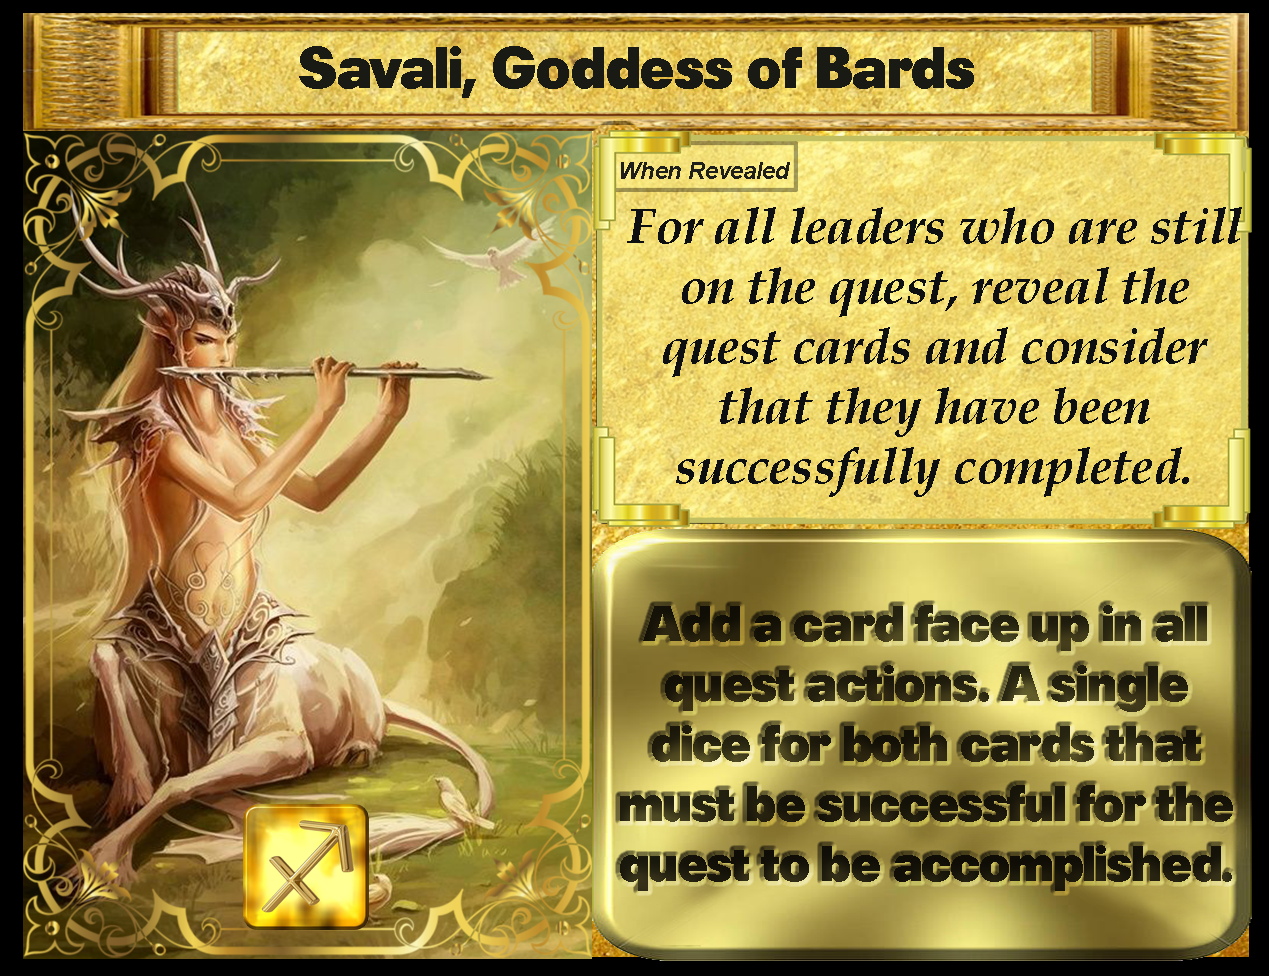 Savali, Goddess of Bards
When Revealed
For all leaders who are still
on the quest, reveal the
quest cards and consider
that they have been
successfully completed.
Add a card face up in all
quest actions. A single
dice for both cards that
must be successful for the
quest to be accomplished.